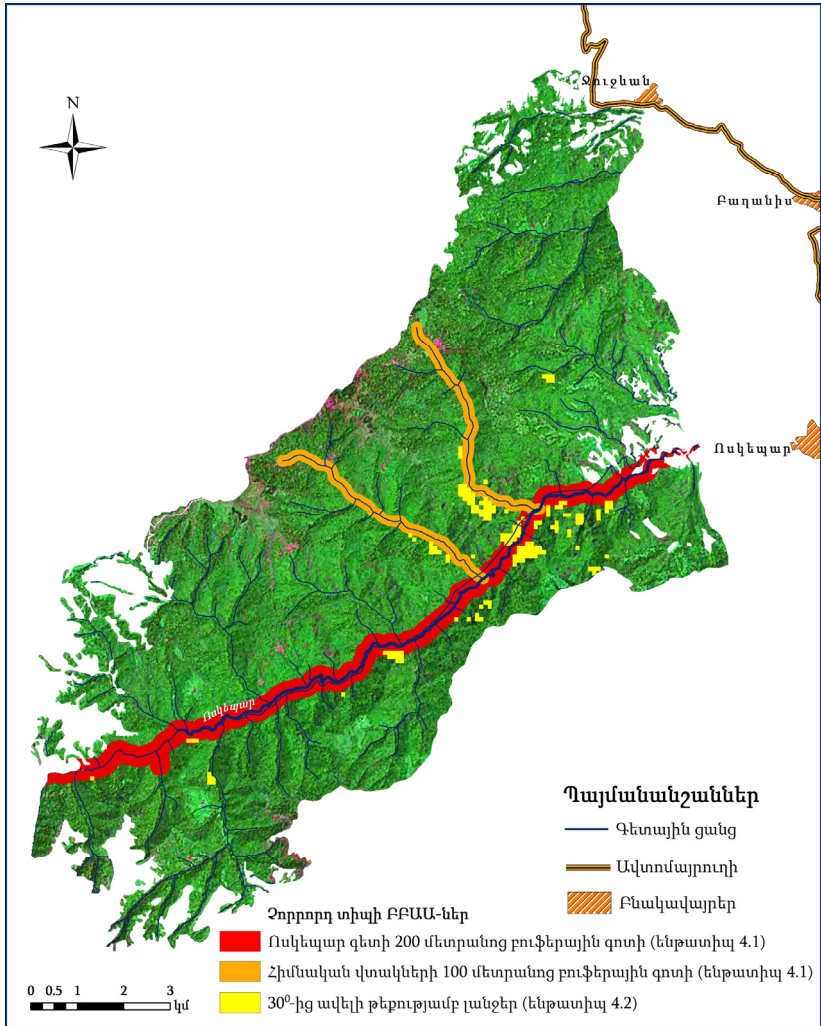 N
Ջուջևան
Բաղանիս
Ոսկեպար
Ոսկեպար
Պայմանանշաններ
Գետային ցանց
Ավտոմայրուղի
Բնակավայրեր
Չորրորդ տիպի ԲԲԱԱ-ներ
Ոսկեպար գետի 200 մետրանոց բուֆերային գոտի (ենթատիպ 4.1)
Հիմնական վտակների 100 մետրանոց բուֆերային գոտի (ենթատիպ 4.1)
30⁰-ից ավելի թեքությամբ լանջեր (ենթատիպ 4.2)
0 0.5 1 2 3
կմ